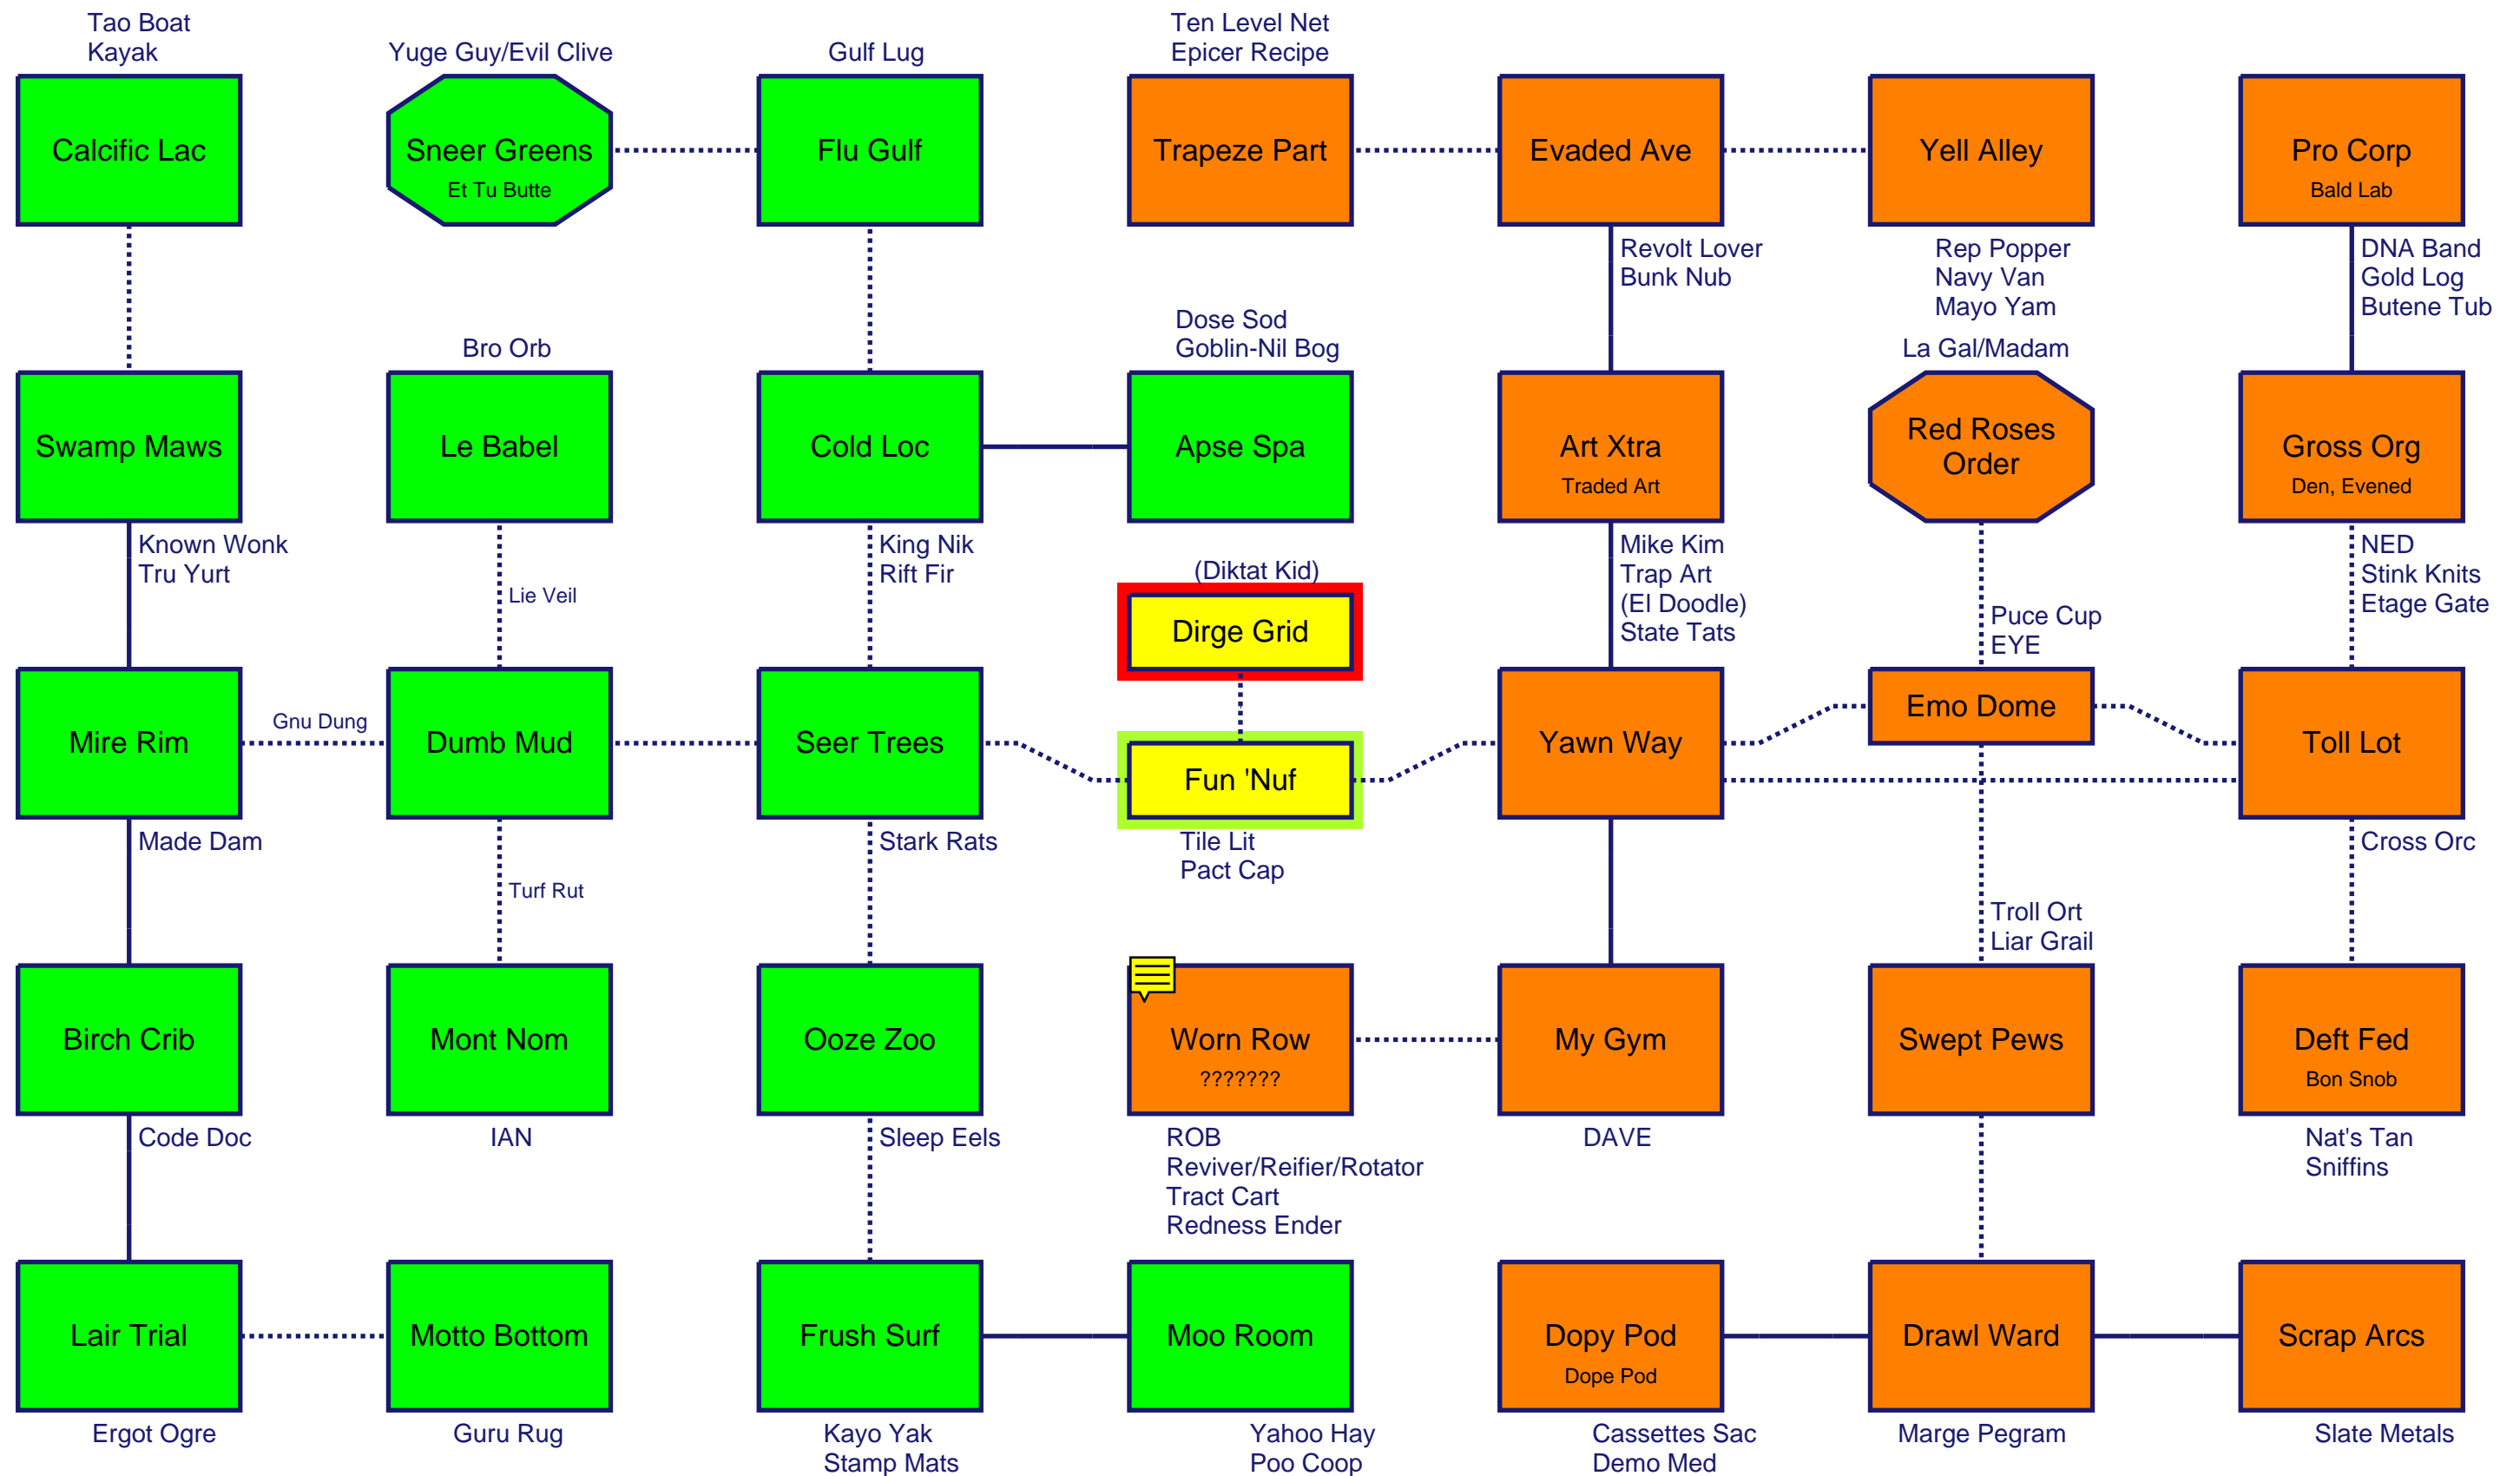 Tao Boat
Kayak
Yuge Guy/Evil Clive
Gulf Lug
Ten Level Net
Epicer Recipe
Calcific Lac
Sneer Greens
Et Tu Butte
Flu Gulf
Trapeze Part
Evaded Ave
Yell Alley
Pro Corp
Bald Lab
Revolt Lover
Bunk Nub
Rep Popper
Navy Van
Mayo Yam
DNA Band
Gold Log
Butene Tub
Bro Orb
Dose Sod
Goblin-Nil Bog
La Gal/Madam
Swamp Maws
Le Babel
Cold Loc
Apse Spa
Art Xtra
Traded Art
Red Roses
Order
Gross Org
Den, Evened
Known Wonk
Tru Yurt
Lie Veil
King Nik
Rift Fir
(Diktat Kid)
Dirge Grid
Mike Kim
Trap Art
(El Doodle)
State Tats
Puce Cup
EYE
NED
Stink Knits
Etage Gate
Mire Rim
Gnu Dung
Dumb Mud
Seer Trees
Fun 'Nuf
Yawn Way
Emo Dome
Toll Lot
Made Dam
Turf Rut
Stark Rats
Tile Lit
Pact Cap
Troll Ort
Liar Grail
Cross Orc
Birch Crib
Mont Nom
Ooze Zoo
Worn Row
???????
My Gym
Swept Pews
Deft Fed
Bon Snob
Code Doc
IAN
Sleep Eels
ROB
Reviver/Reifier/Rotator
Tract Cart
Redness Ender
DAVE
Nat's Tan
Sniffins
Lair Trial
Motto Bottom
Frush Surf
Moo Room
Dopy Pod
Dope Pod
Drawl Ward
Scrap Arcs
Ergot Ogre
Guru Rug
Kayo Yak
Stamp Mats
Yahoo Hay
Poo Coop
Cassettes Sac
Demo Med
Marge Pegram
Slate Metals